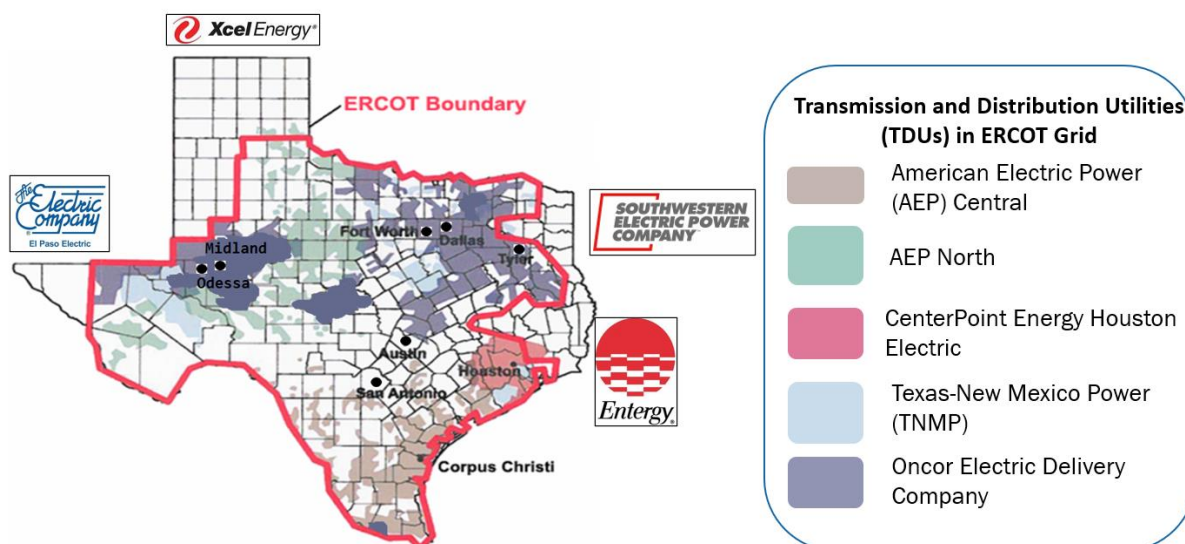 Xcel Energy®
ERCOT Boundary
The
Electric
Company
El Paso Electric
SOUTHWESTERN
ELECTRIC POWER
COMPANY
Midland
Odessa
Fort Worth
Dallas
Tyler
Austin
Houston
San Antonio
Entergy®
Corpus Christi
Transmission and Distribution Utilities
(TDUs) in ERCOT Grid
American Electric Power
(AEP) Central
AEP North
CenterPoint Energy Houston
Electric
Texas-New Mexico Power
(TNMP)
Oncor Electric Delivery
Company